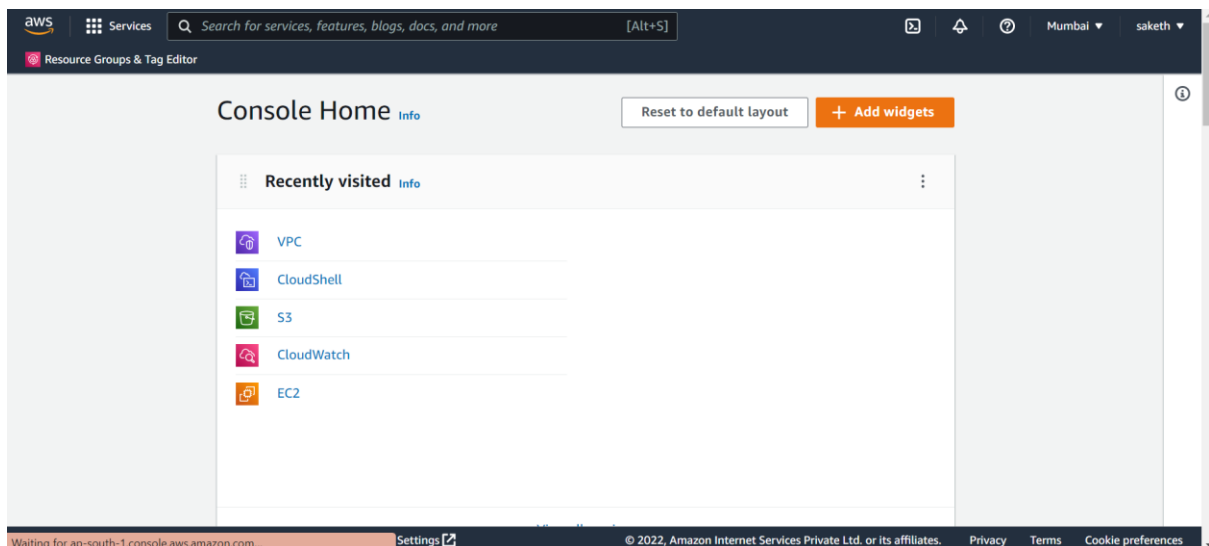 aws Services Search for services, features, blogs, docs, and more [Alt+S] Mumbai ▼ saketh ▼
Resource Groups & Tag Editor
Console Home Info Reset to default layout + Add widgets
Recently visited Info
VPC
CloudShell
S3
CloudWatch
EC2
Waiting for ap-south-1.console.aws.amazon.com... Settings © 2022, Amazon Internet Services Private Ltd. or its affiliates. Privacy Terms Cookie preferences